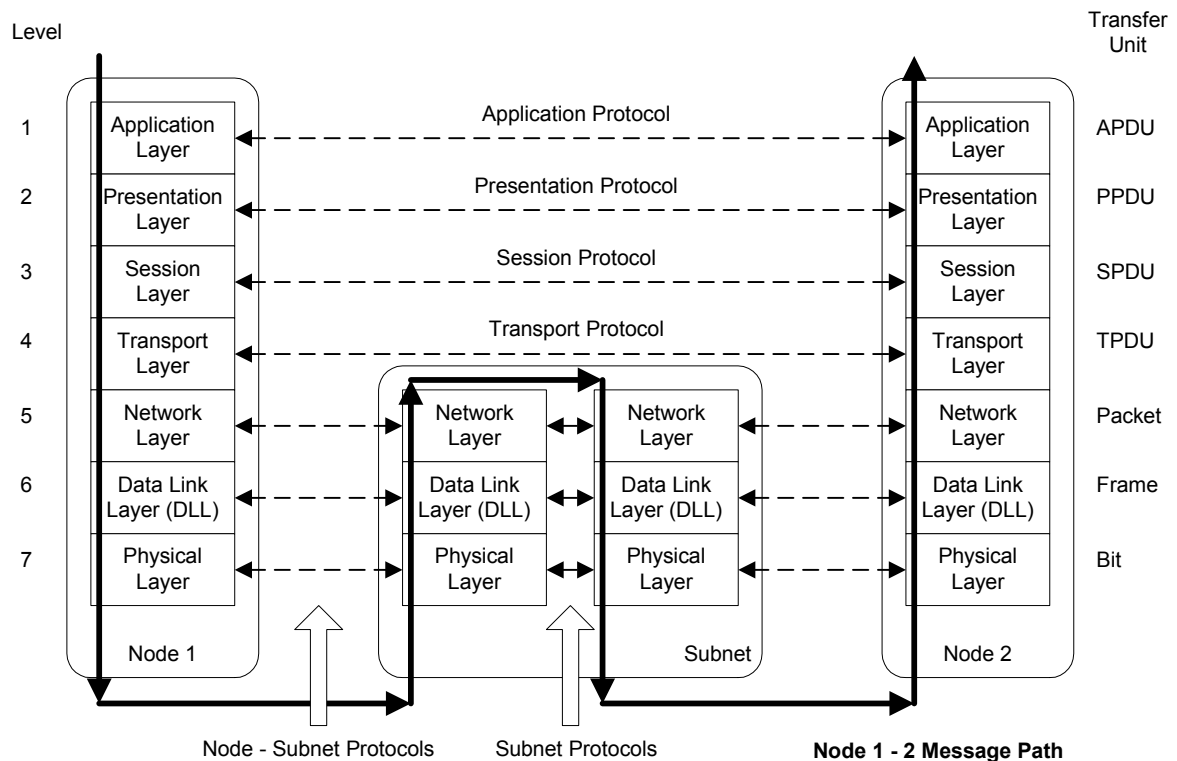 Level
Transfer
Unit
1
Application
Layer
Application Protocol
Application
Layer
APDU
2
Presentation
Layer
Presentation Protocol
Presentation
Layer
PPDU
3
Session
Layer
Session Protocol
Session
Layer
SPDU
4
Transport
Layer
Transport Protocol
Transport
Layer
TPDU
5
Network
Layer
Network
Layer
Network
Layer
Network
Layer
Packet
6
Data Link
Layer (DLL)
Data Link
Layer (DLL)
Data Link
Layer (DLL)
Data Link
Layer (DLL)
Frame
7
Physical
Layer
Physical
Layer
Physical
Layer
Physical
Layer
Bit
Node 1
Subnet
Node 2
Node - Subnet Protocols
Subnet Protocols
Node 1 - 2 Message Path